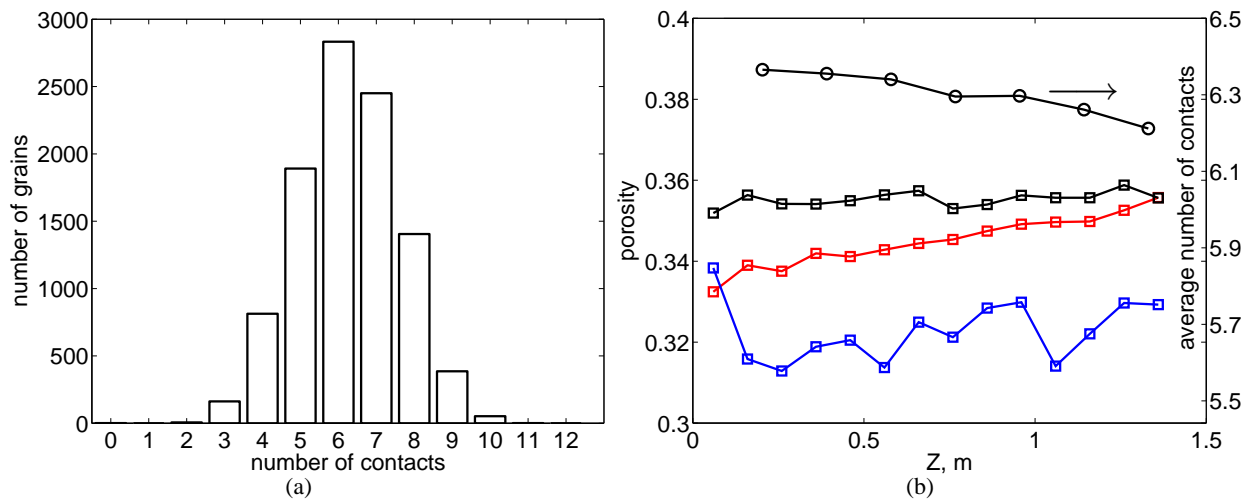 3000
2500
2000
1500
1000
500
0
number of grains
0 1 2 3 4 5 6 7 8 9 10 11 12
number of contacts
(a)
0.4
0.38
0.36
0.34
0.32
0.3
porosity
6.5
6.3
6.1
5.9
5.7
5.5
average number of contacts
0 0.5 1 1.5
Z, m
(b)